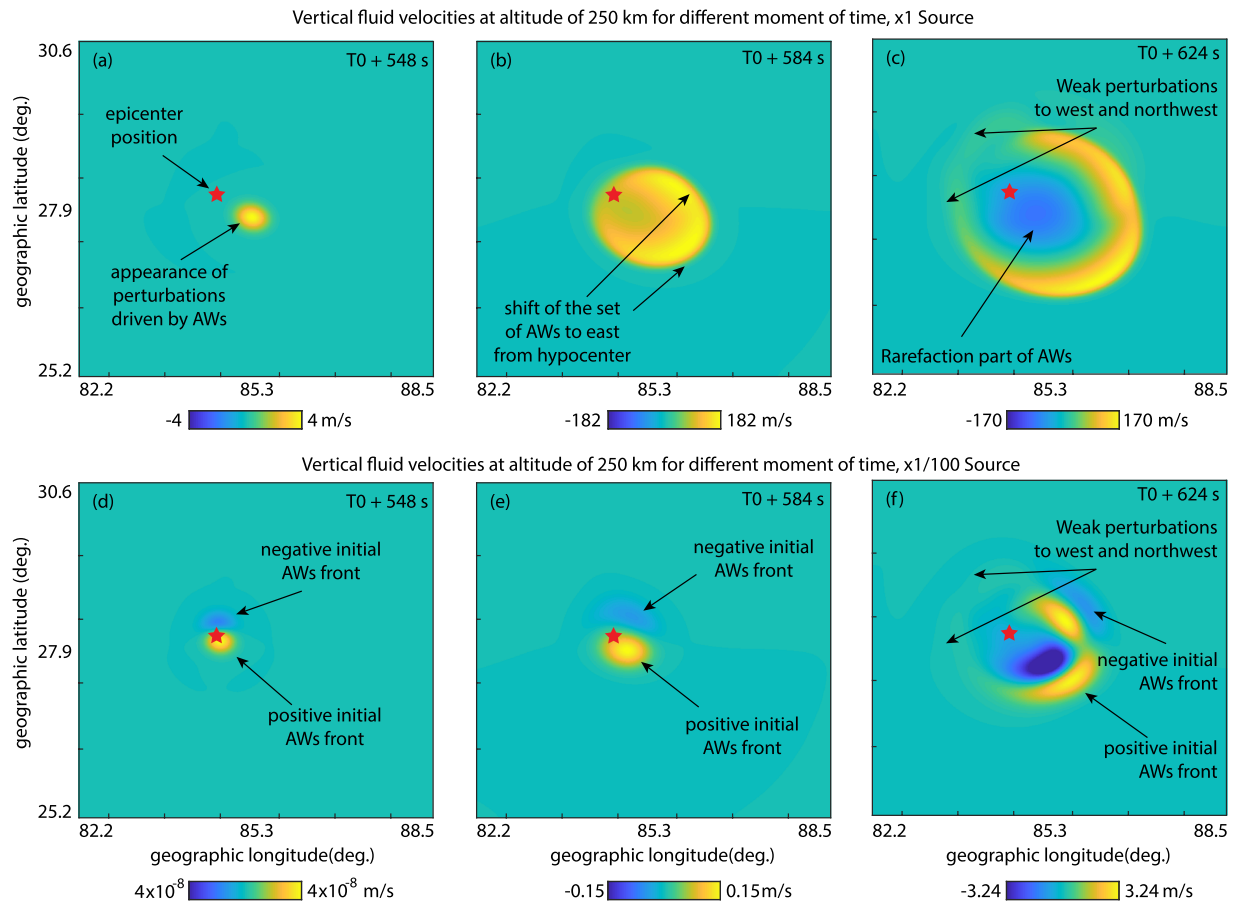 Vertical fluid velocities at altitude of 250 km for different moment of time, x1 Source
geographic latitude (deg.)
30.6
27.9
25.2
(a)
T0 + 548 s
epicenter
position
appearance of
perturbations
driven by AWs
82.2
85.3
88.5
-4
4 m/s
(b)
T0 + 584 s
shift of the set
of AWs to east
from hypocenter
82.2
85.3
88.5
-182
182 m/s
(c)
T0 + 624 s
Weak perturbations
to west and northwest
Rarefaction part of AWs
82.2
85.3
88.5
-170
170 m/s
Vertical fluid velocities at altitude of 250 km for different moment of time, x1/100 Source
geographic latitude (deg.)
30.6
27.9
25.2
(d)
T0 + 548 s
negative initial
AWs front
positive initial
AWs front
82.2
85.3
88.5
geographic longitude(deg.)
4x10-8
4x10-8 m/s
(e)
T0 + 584 s
negative initial
AWs front
positive initial
AWs front
82.2
85.3
88.5
geographic longitude(deg.)
-0.15
0.15m/s
(f)
T0 + 624 s
Weak perturbations
to west and northwest
negative initial
AWs front
positive initial
AWs front
82.2
85.3
88.5
geographic longitude(deg.)
-3.24
3.24 m/s